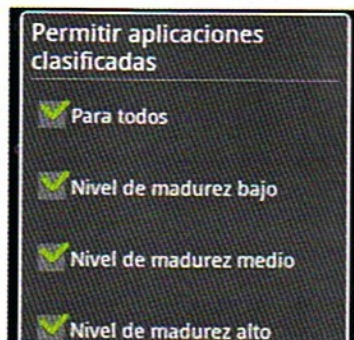 Permitir aplicaciones
clasificadas
Para todos
Nivel de madurez bajo
Nivel de madurez medio
Nivel de madurez alto